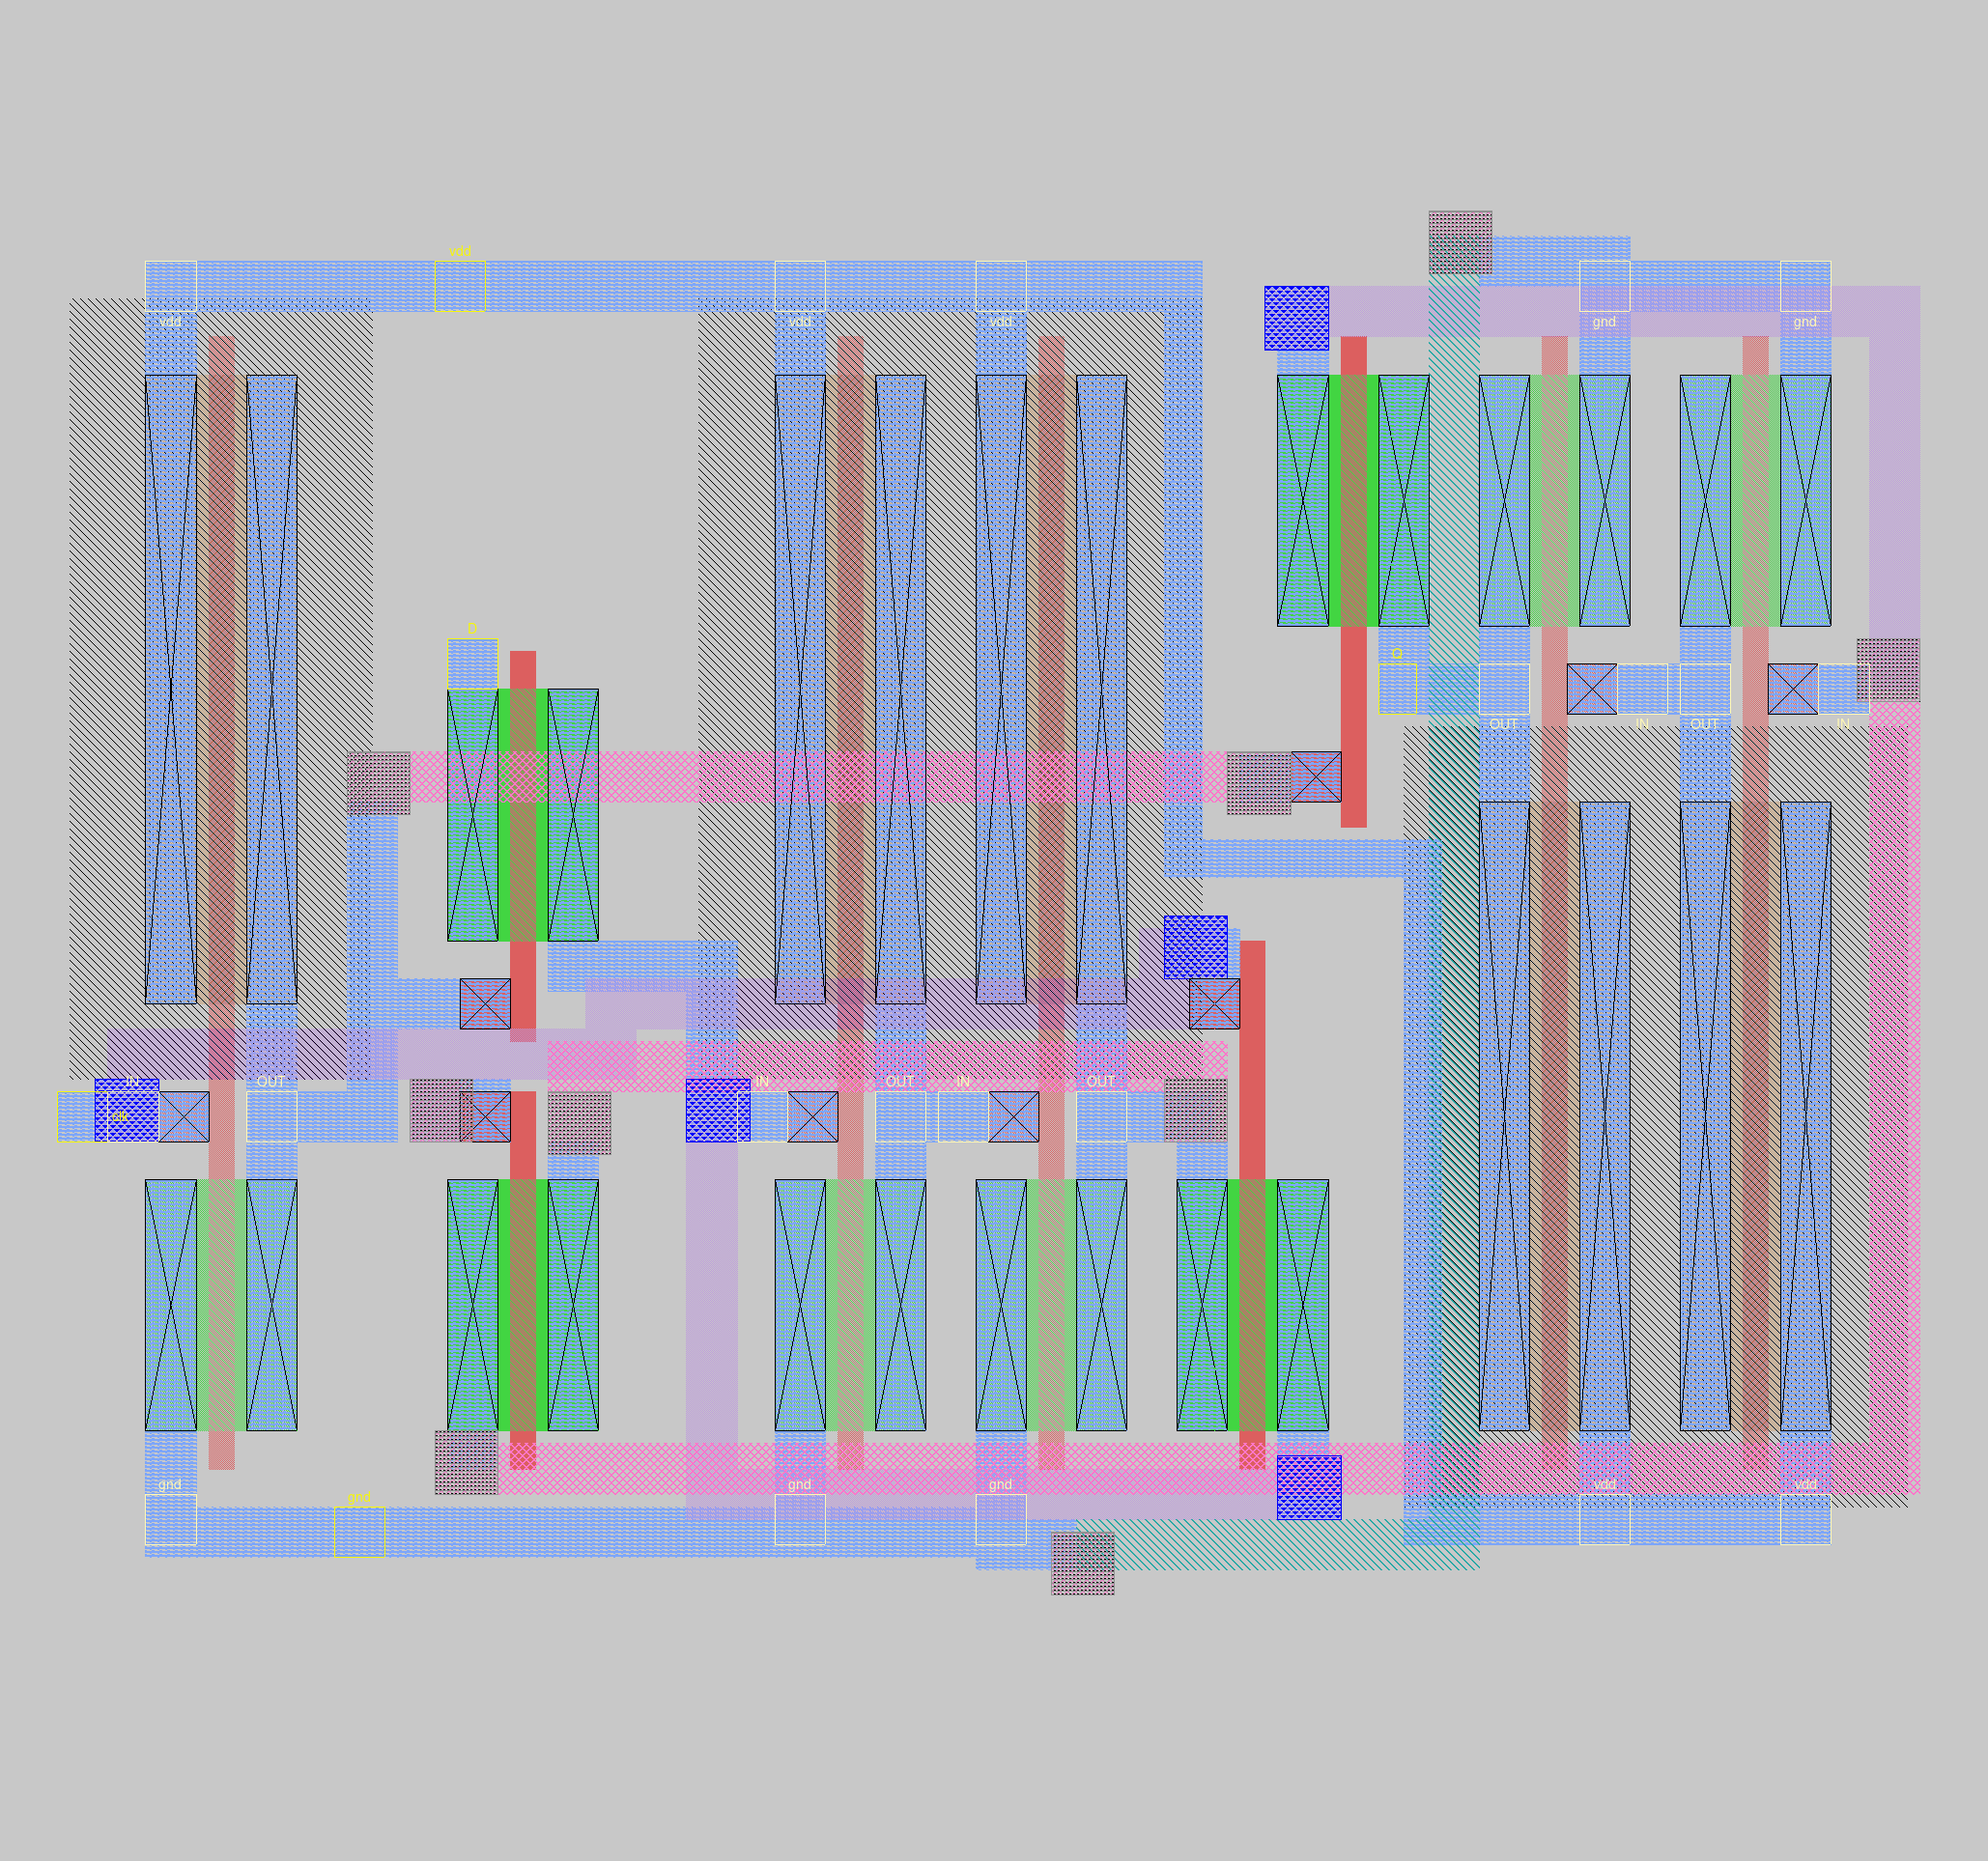 vdd
vdd
vdd
vdd
gnd
gnd
D
Q
OUT
IN
OUT
IN
IN
OUT
IN
OUT
IN
OUT
clk
gnd
gnd
gnd
vdd
vdd
gnd